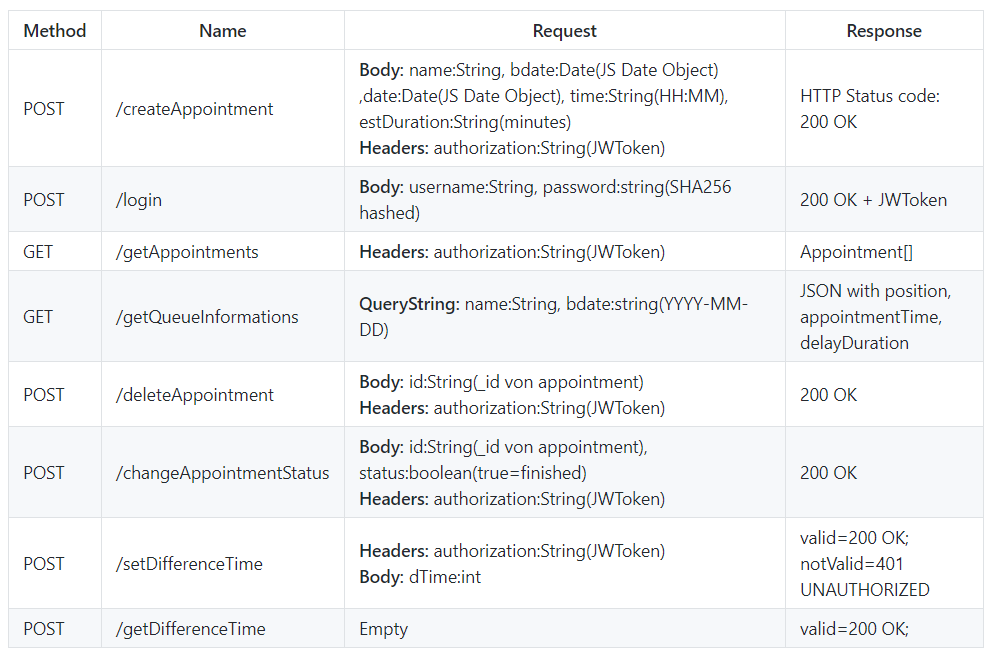 Method Name Request Response
POST /createAppointment Body: name:String, bdate:Date(JS Date Object)
,date:Date(JS Date Object), time:String(HH:MM),
estDuration:String(minutes)
Headers: authorization:String(JWToken) HTTP Status code:
200 OK
POST /login Body: username:String, password:string(SHA256
hashed) 200 OK + JWToken
GET /getAppointments Headers: authorization:String(JWToken) Appointment[]
GET /getQueueInformations QueryString: name:String, bdate:string(YYYY-MM-
DD) JSON with position,
appointmentTime,
delayDuration
POST /deleteAppointment Body: id:String(_id von appointment)
Headers: authorization:String(JWToken) 200 OK
POST /changeAppointmentStatus Body: id:String(_id von appointment),
status:boolean(true=finished)
Headers: authorization:String(JWToken) 200 OK
POST /setDifferenceTime Headers: authorization:String(JWToken)
Body: dTime:int valid=200 OK;
notValid=401
UNAUTHORIZED
POST /getDifferenceTime Empty valid=200 OK;